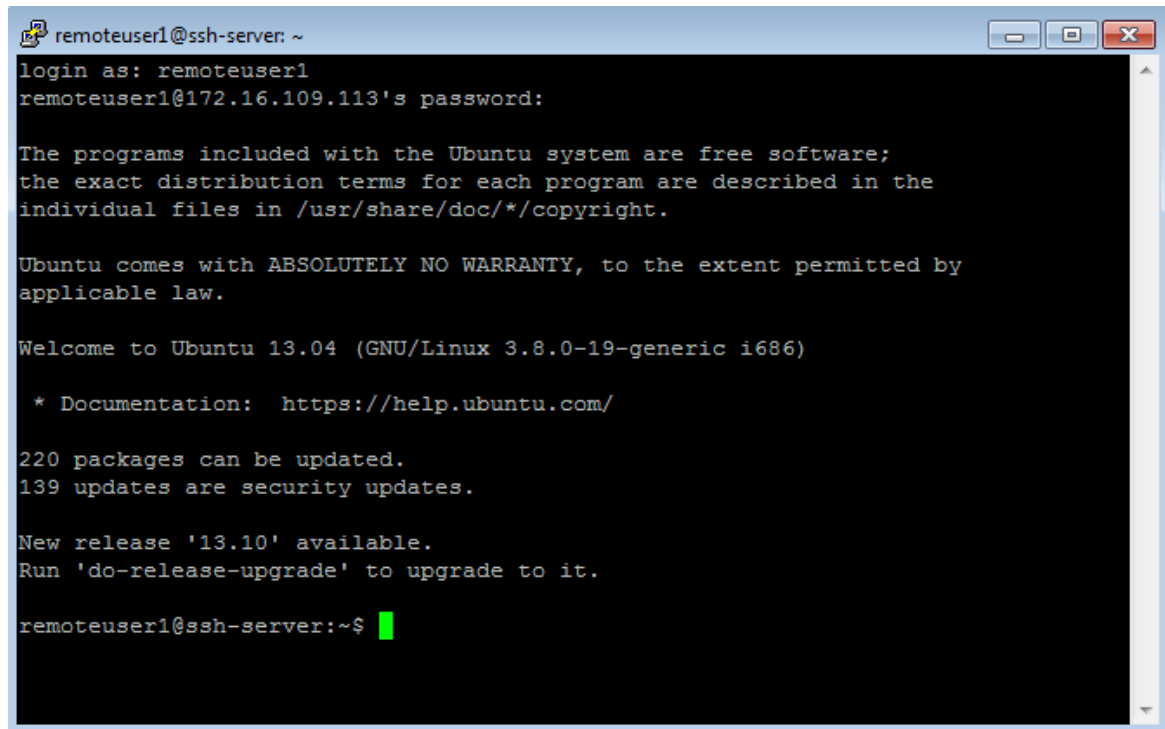 remoteuser1@ssh-server: ~
login as: remoteuser1
remoteuser1@172.16.109.113's password:
The programs included with the Ubuntu system are free software;
the exact distribution terms for each program are described in the
individual files in /usr/share/doc/*/copyright.
Ubuntu comes with ABSOLUTELY NO WARRANTY, to the extent permitted by
applicable law.
Welcome to Ubuntu 13.04 (GNU/Linux 3.8.0-19-generic i686)
 * Documentation:  https://help.ubuntu.com/
220 packages can be updated.
139 updates are security updates.
New release '13.10' available.
Run 'do-release-upgrade' to upgrade to it.
remoteuser1@ssh-server:~$